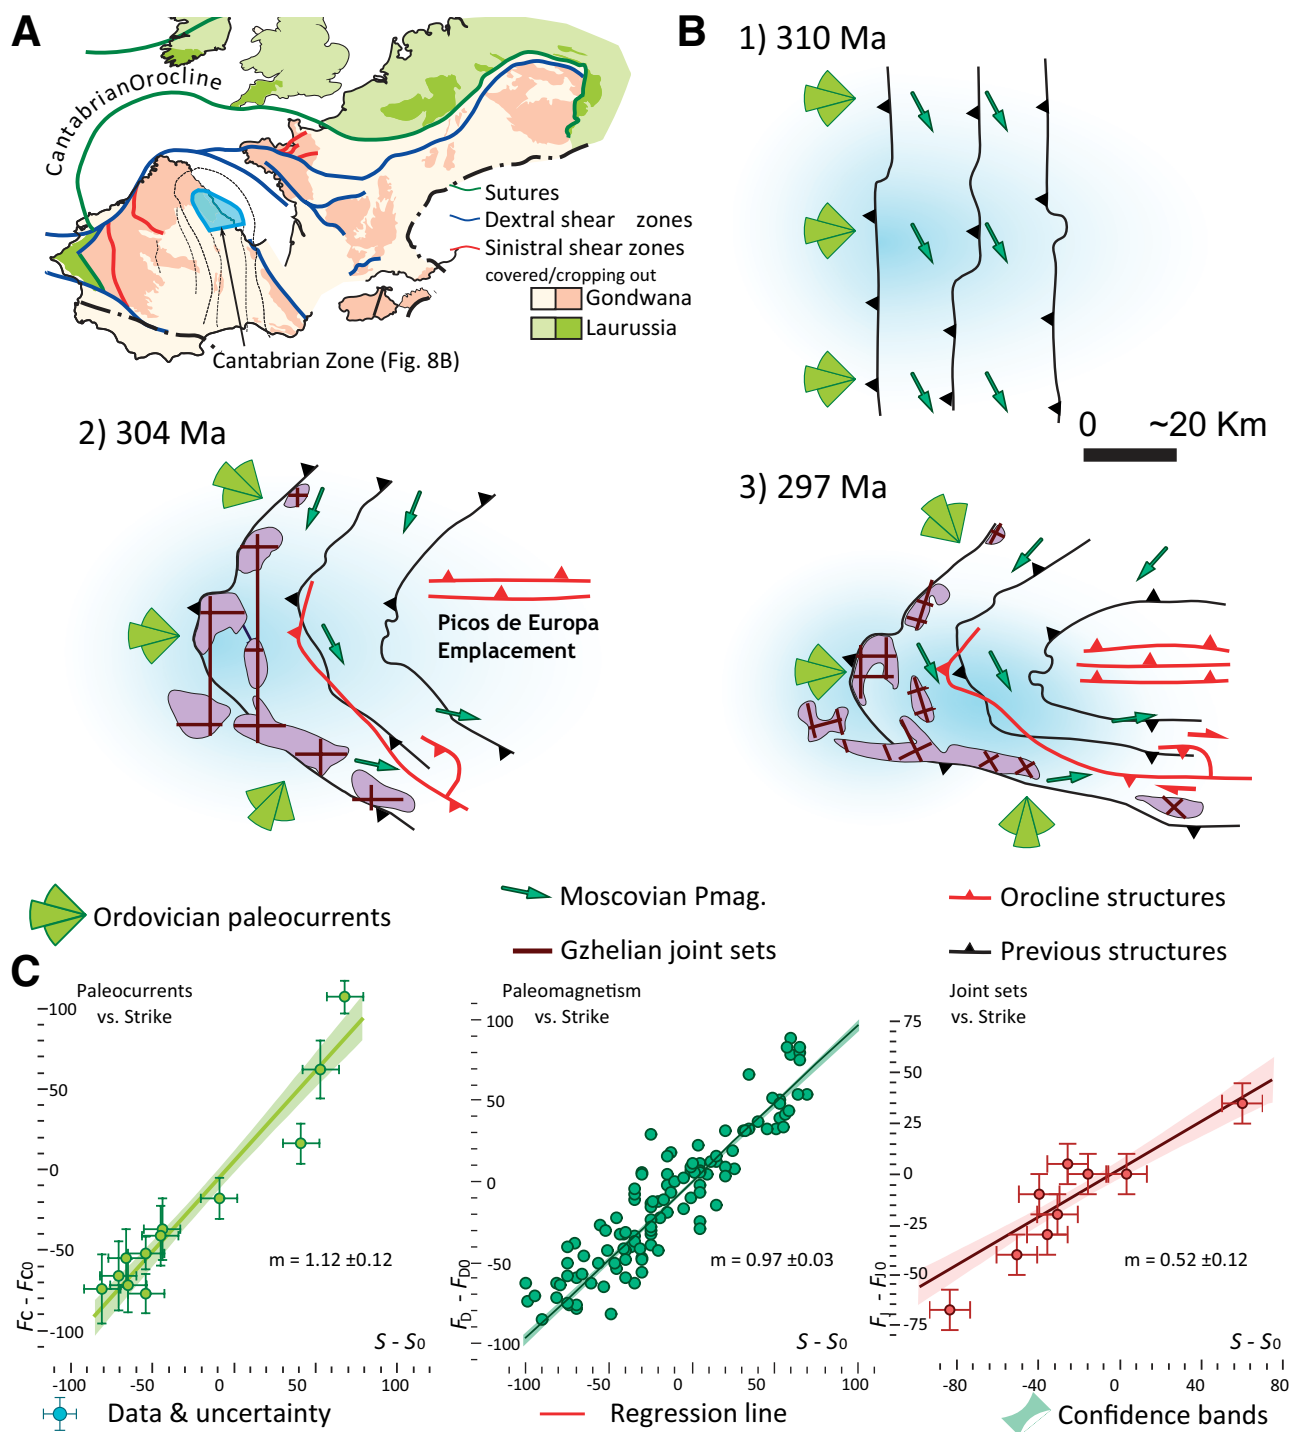 A
CantabrianOrocline
Sutures
Dextral shear zones
Sinistral shear zones
covered/cropping out
Gondwana
Laurussia
Cantabrian Zone (Fig. 8B)
B
1) 310 Ma
0 ~20 Km
2) 304 Ma
Picos de Europa
Emplacement
3) 297 Ma
Ordovician paleocurrents
Moscovian Pmag.
Gzhelian joint sets
Orocline structures
Previous structures
C
Paleocurrents
vs. Strike
100
50
0
-50
-100
FC - FC0
m = 1.12 ±0.12
S - S0
-100 -50 0 50 100
Paleomagnetism
vs. Strike
100
50
0
-50
-100
FD - FD0
m = 0.97 ±0.03
S - S0
-100 -50 0 50 100
Joint sets
vs. Strike
75
50
25
0
-25
-50
-75
FJ - FJ0
m = 0.52 ±0.12
S - S0
-80 -40 0 40 80
Data & uncertainty
Regression line
Confidence bands